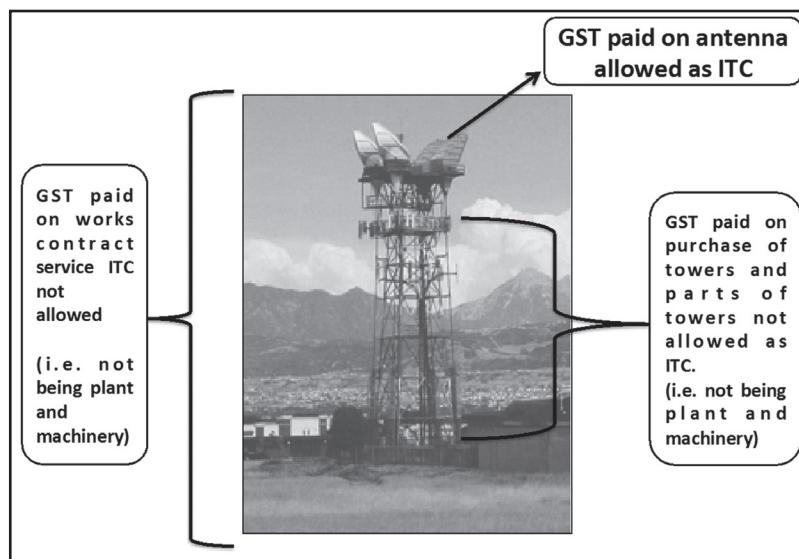 GST paid on antenna
allowed as ITC
GST paid
on works
contract
service ITC
not
allowed
(i.e. not
being plant
and
machinery)
GST paid on
purchase of
towers and
parts of
towers not
allowed as
ITC.
(i.e. not being
plant and
machinery)